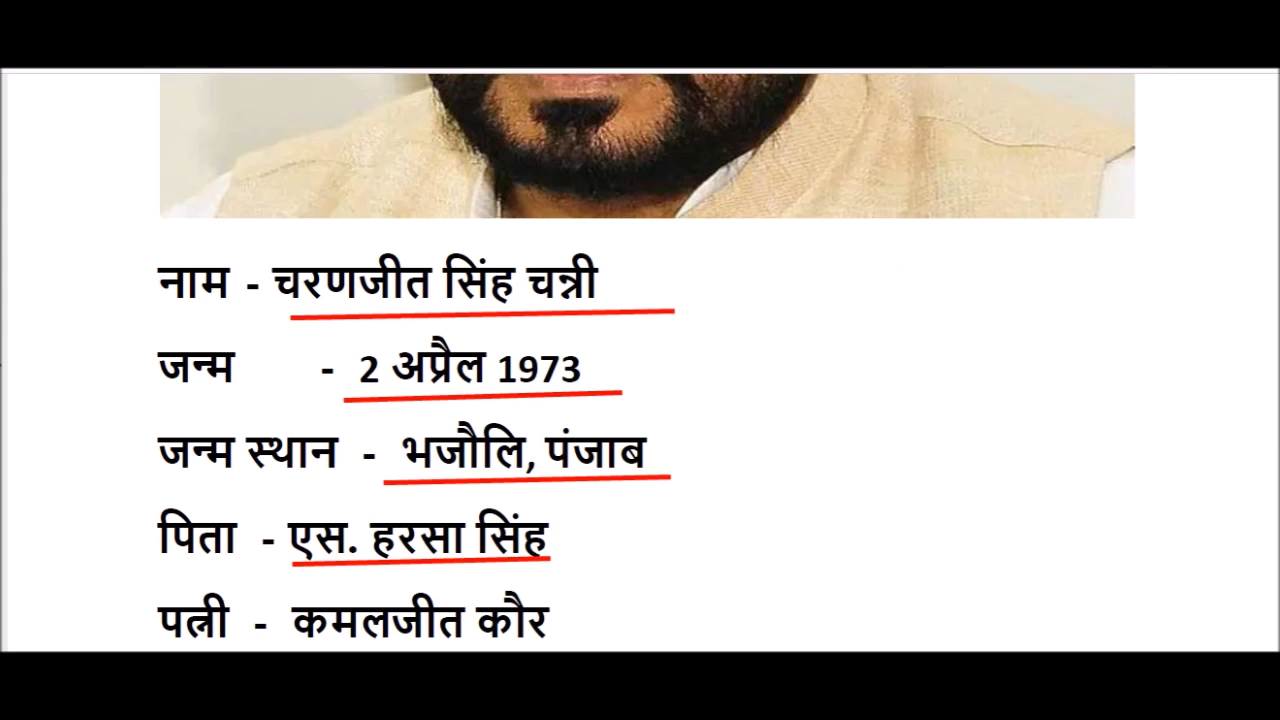 नाम - चरणजीत सिंह चन्नी
जन्म - 2 अप्रैल 1973
जन्म स्थान - भजौलि, पंजाब
पिता - एस. हरसा सिंह
पत्नी - कमलजीत कौर